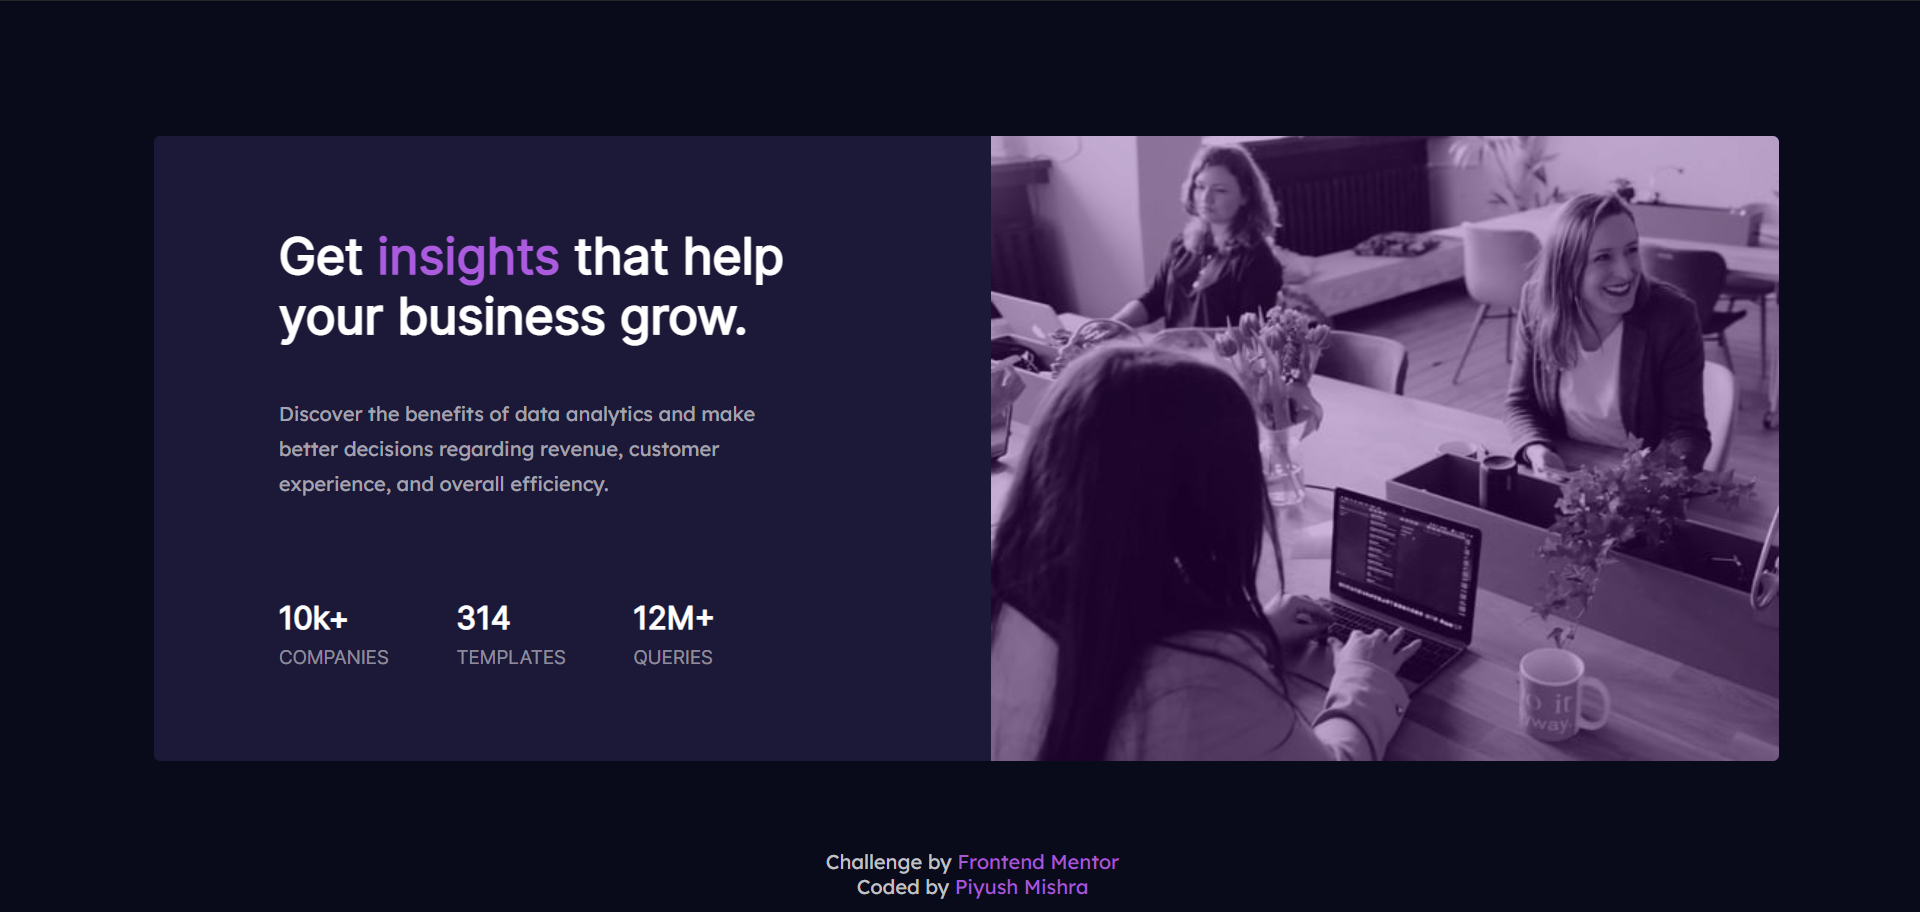 Get insights that help
your business grow.
Discover the benefits of data analytics and make
better decisions regarding revenue, customer
experience, and overall efficiency.
10k+ 314 12M+
COMPANIES TEMPLATES QUERIES
Challenge by Frontend Mentor
Coded by Piyush Mishra